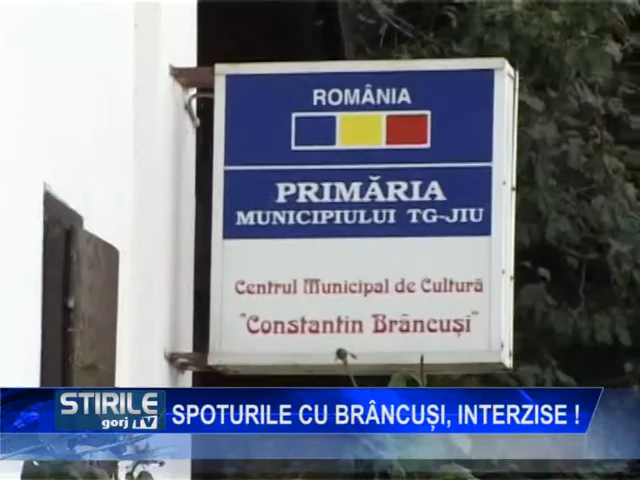 ROMÂNIA
PRIMĂRIA
MUNICIPIULUI TG-JIU
Centrul Municipal de Cultură
"Constantin Brâncuși"
STIRILE
gorj TV
SPOTURILE CU BRÂNCUȘI, INTERZISE !